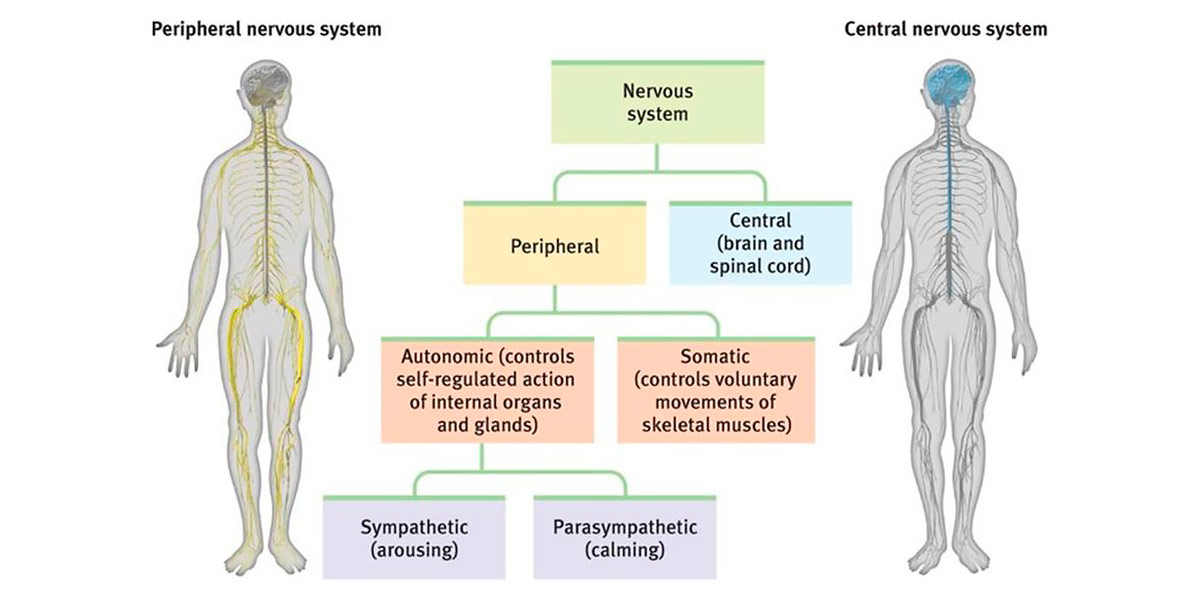 Peripheral nervous system
Central nervous system
Nervous
system
Peripheral
Central
(brain and
spinal cord)
Autonomic (controls
self-regulated action
of internal organs
and glands)
Somatic
(controls voluntary
movements of
skeletal muscles)
Sympathetic
(arousing)
Parasympathetic
(calming)